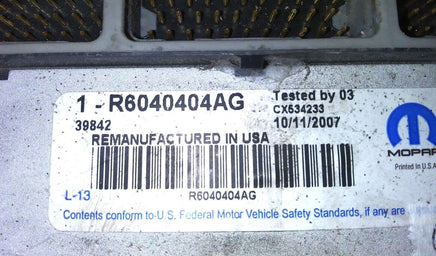 1 - R6040404AG
Tested by 03
39842
CX634233
10/11/2007
REMANUFACTURED IN USA
MOPAR
Printed in U.S.A
L-13
R6040404AG
Contents conform to U.S. Federal Motor Vehicle Safety Standards, if any are